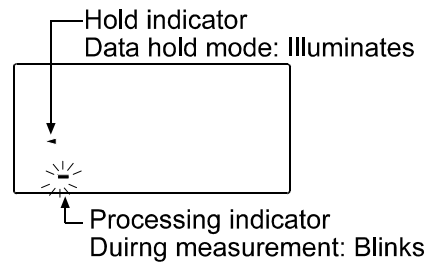 Hold indicator
Data hold mode: Illuminates
Processing indicator
Duirng measurement: Blinks